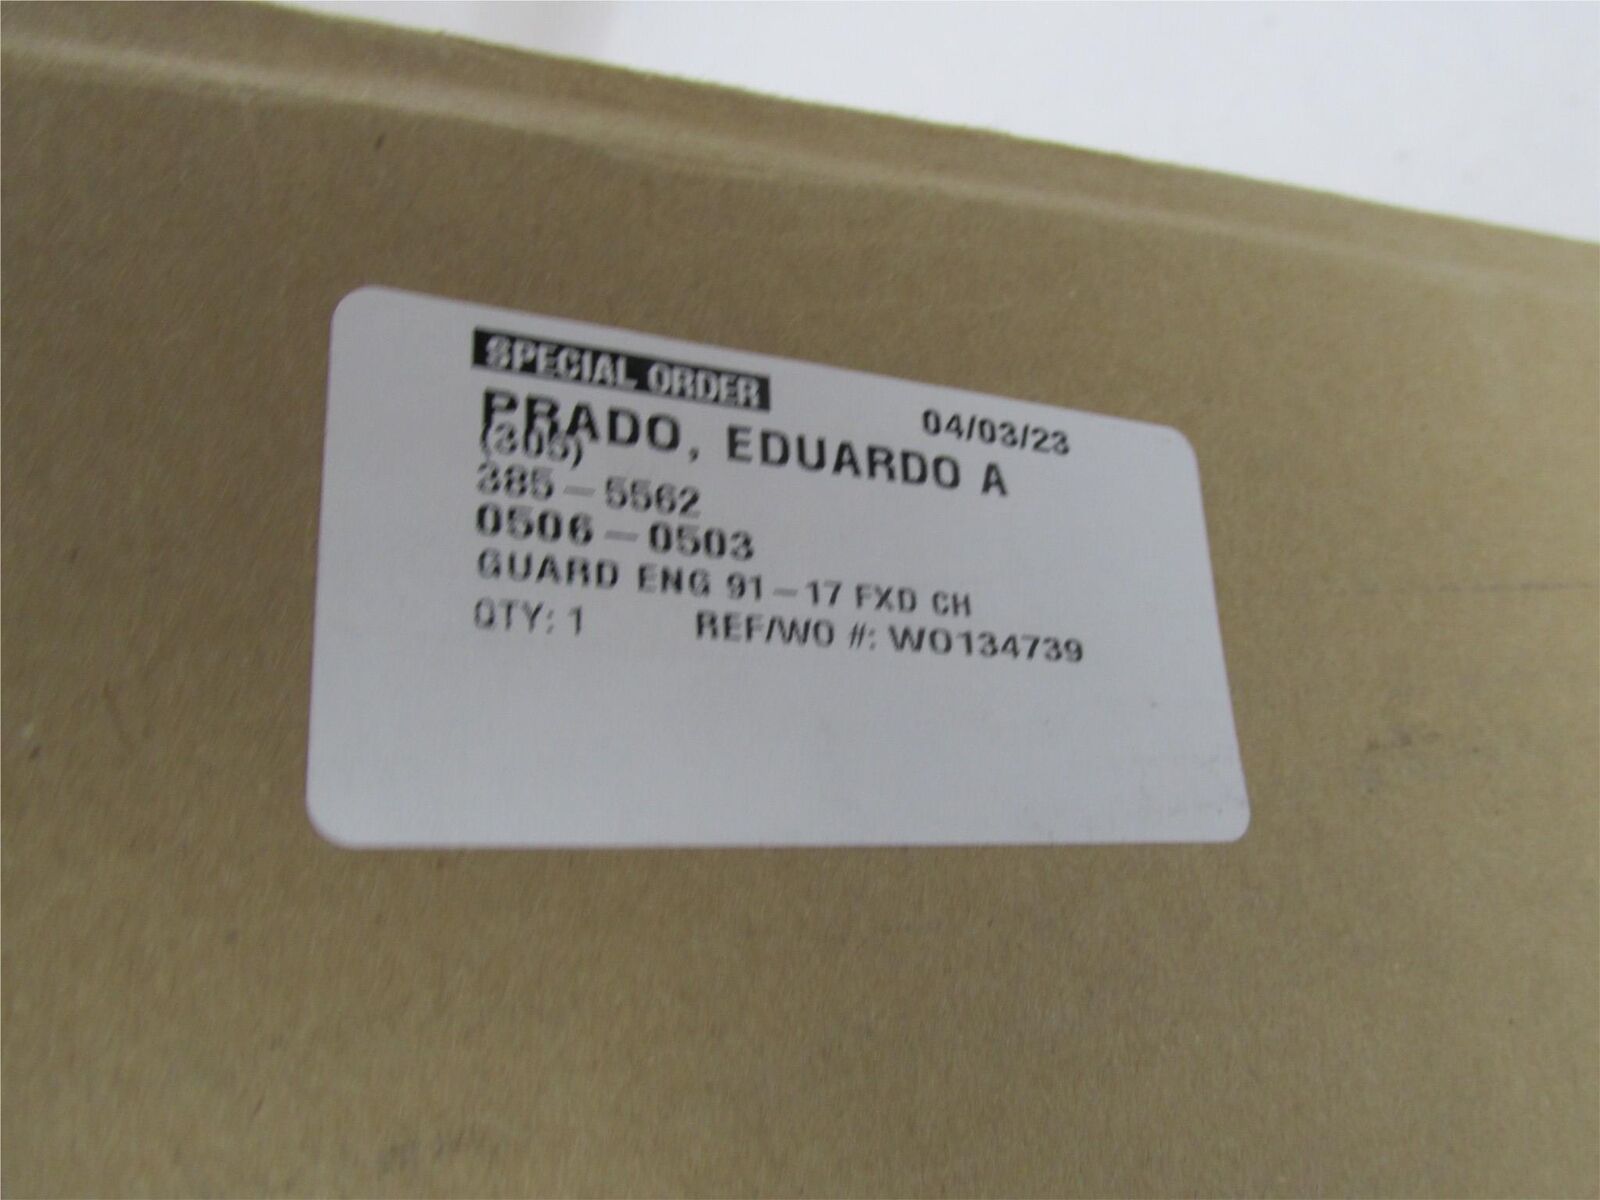 SPECIAL ORDER
04/03/23
PRADO, EDUARDO A
(305)
385-5562
0506-0503
GUARD ENG 91-17 FXD CH
QTY: 1 REF/WO #: WO134739